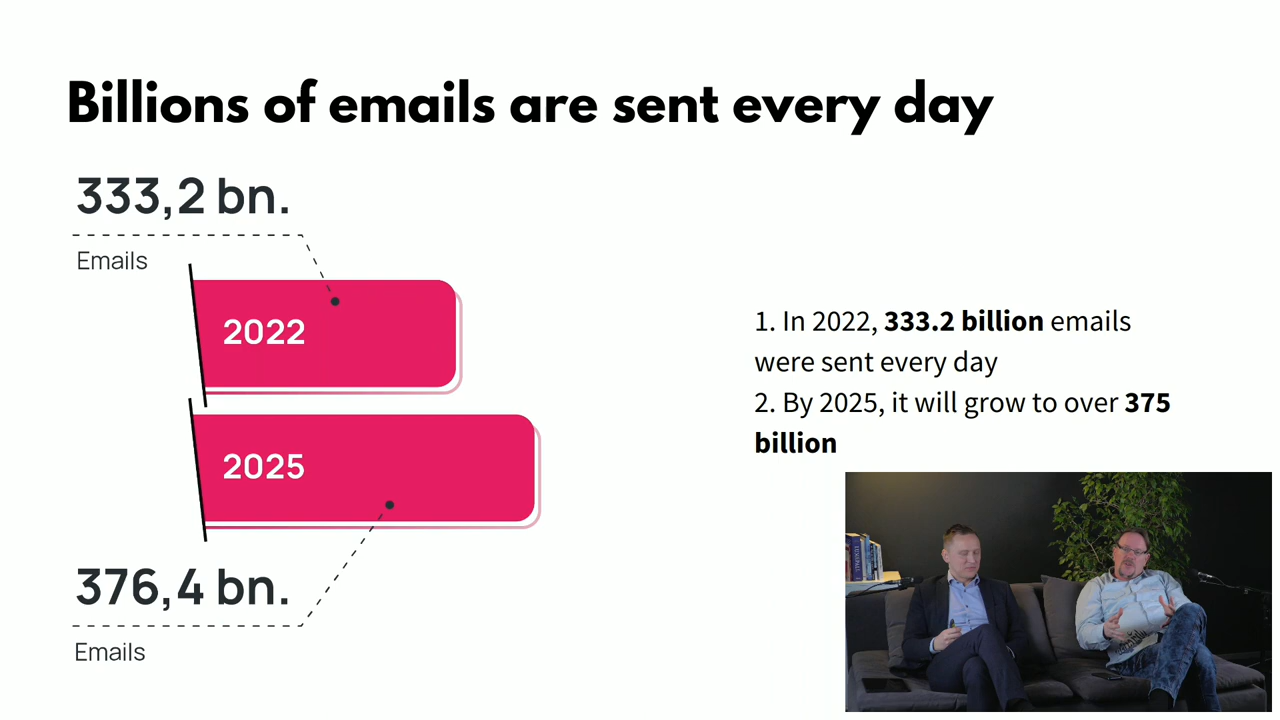 Billions of emails are sent every day
333,2 bn.
Emails
2022
2025
376,4 bn.
Emails
1. In 2022, 333.2 billion emails
were sent every day
2. By 2025, it will grow to over 375
billion